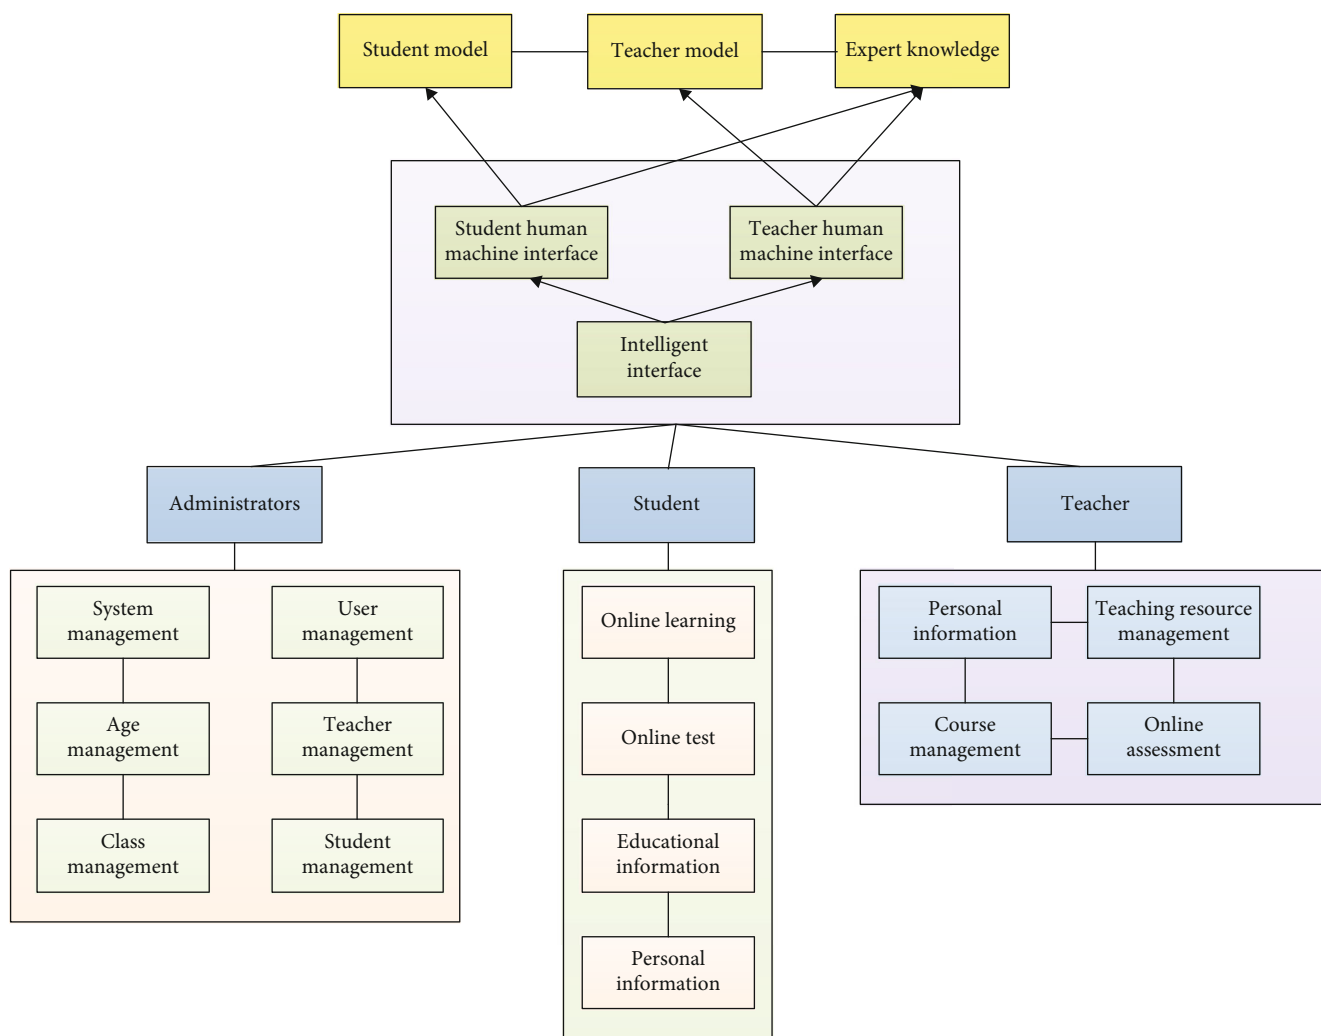 Student model
Teacher model
Expert knowledge
Student human
machine interface
Teacher human
machine interface
Intelligent
interface
Administrators
Student
Teacher
System
management
User
management
Age
management
Teacher
management
Class
management
Student
management
Online learning
Online test
Educational
information
Personal
information
Personal
information
Teaching resource
management
Course
management
Online
assessment